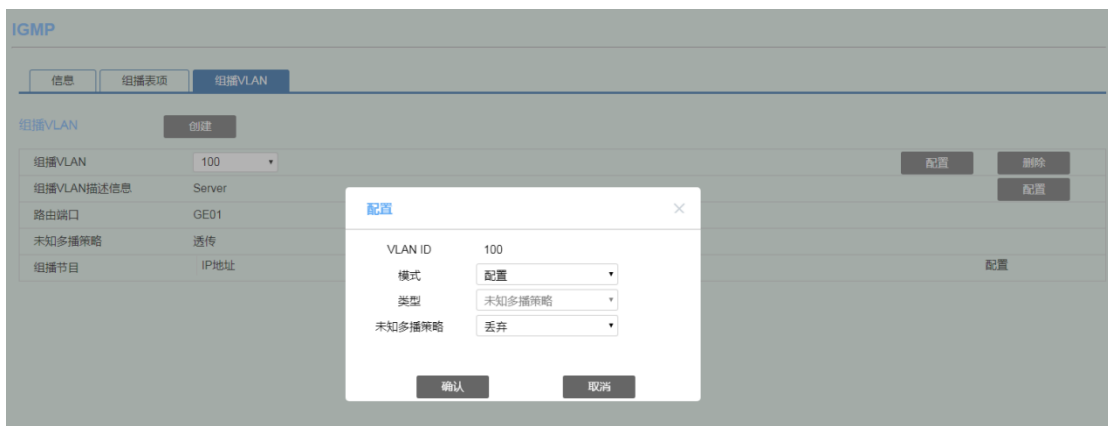 IGMP
信息 组播表项 组播VLAN
组播VLAN 创建
组播VLAN 100 配置 删除
组播VLAN描述信息 Server 配置
路由端口 GE01
未知多播策略 透传
组播节目 IP地址 配置
配置 ×
VLAN ID 100
模式 配置
类型 未知多播策略
未知多播策略 丢弃
确认 取消